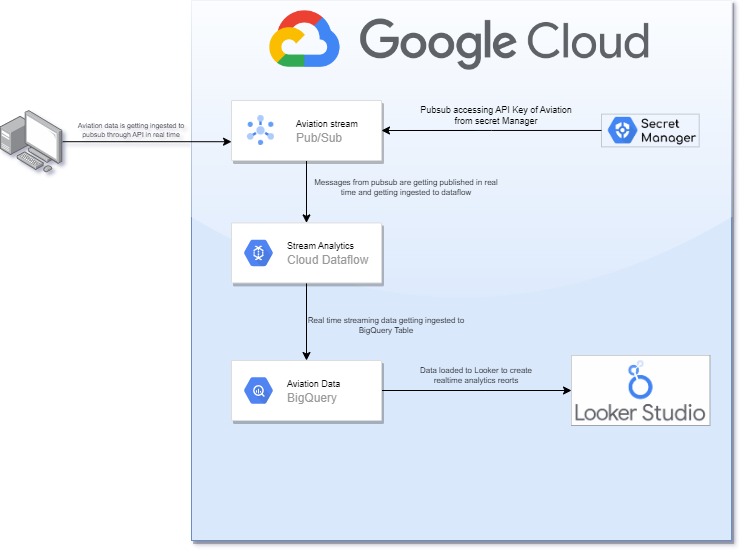 Google Cloud
Aviation data is getting ingested to
pubsub through API in real time
Aviation stream
Pub/Sub
Pubsub accessing API Key of Aviation
from secret Manager
Secret
Manager
Messages from pubsub are getting published in real
time and getting ingested to dataflow
Stream Analytics
Cloud Dataflow
Real time streaming data getting ingested to
BigQuery Table
Aviation Data
BigQuery
Data loaded to Looker to create
realtime analytics reorts
Looker Studio